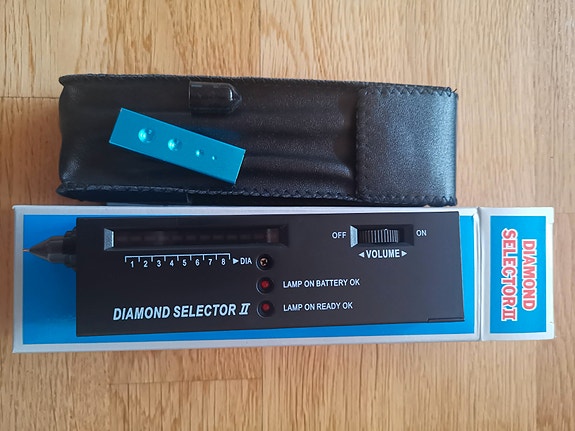 OFF ON
◄VOLUME►
1 2 3 4 5 6 7 8 ►DIA
LAMP ON BATTERY OK
LAMP ON READY OK
DIAMOND SELECTOR II
DIAMOND
SELECTOR II